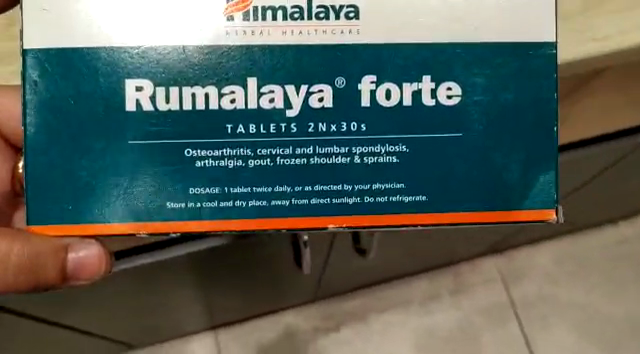 Himalaya
HERBAL HEALTHCARE
Rumalaya® forte
TABLETS 2Nx30s
Osteoarthritis, cervical and lumbar spondylosis,
arthralgia, gout, frozen shoulder & sprains.
DOSAGE: 1 tablet twice daily, or as directed by your physician.
Store in a cool and dry place, away from direct sunlight. Do not refrigerate.